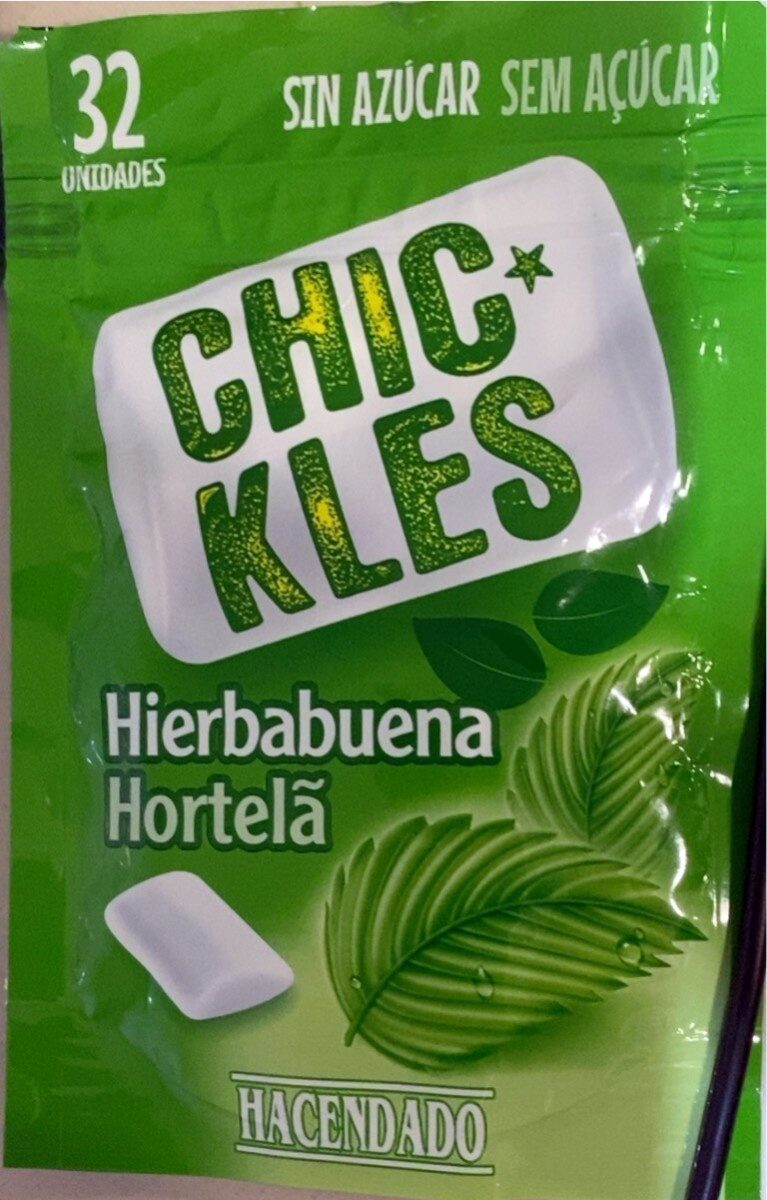 32
UNIDADES
SIN AZÚCAR SEM AÇÚCAR
CHIC
KLES
Hierbabuena
Hortelã
HACENDADO